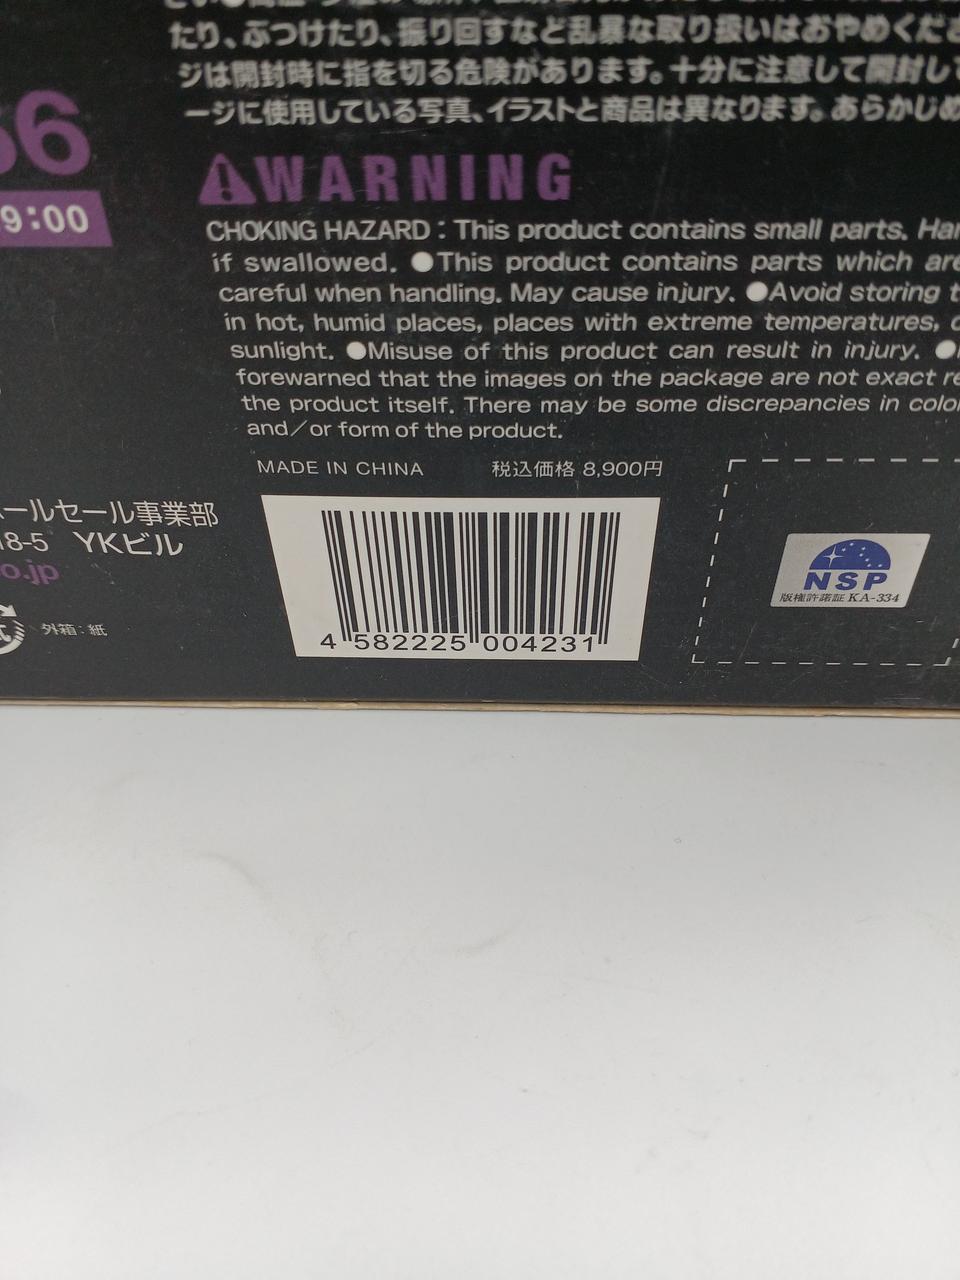 たり、ぶつけたり、振り回すなど乱暴な取り扱いはおやめくださ
ジは開封時に指を切る危険があります。十分に注意して開封して
ージに使用している写真、イラストと商品は異なります。あらかじめ
56
9:00
WARNING
CHOKING HAZARD：This product contains small parts. Har
if swallowed. ●This product contains parts which are
careful when handling. May cause injury. ●Avoid storing t
in hot, humid places, places with extreme temperatures, o
sunlight. ●Misuse of this product can result in injury. ●
forewarned that the images on the package are not exact re
the product itself. There may be some discrepancies in color
and/or form of the product.
MADE IN CHINA 税込価格 8,900円
ールセール事業部
18-5 YKビル
o.jp
外箱：紙
4 582225 004231
NSP
版権許諾証 KA-334